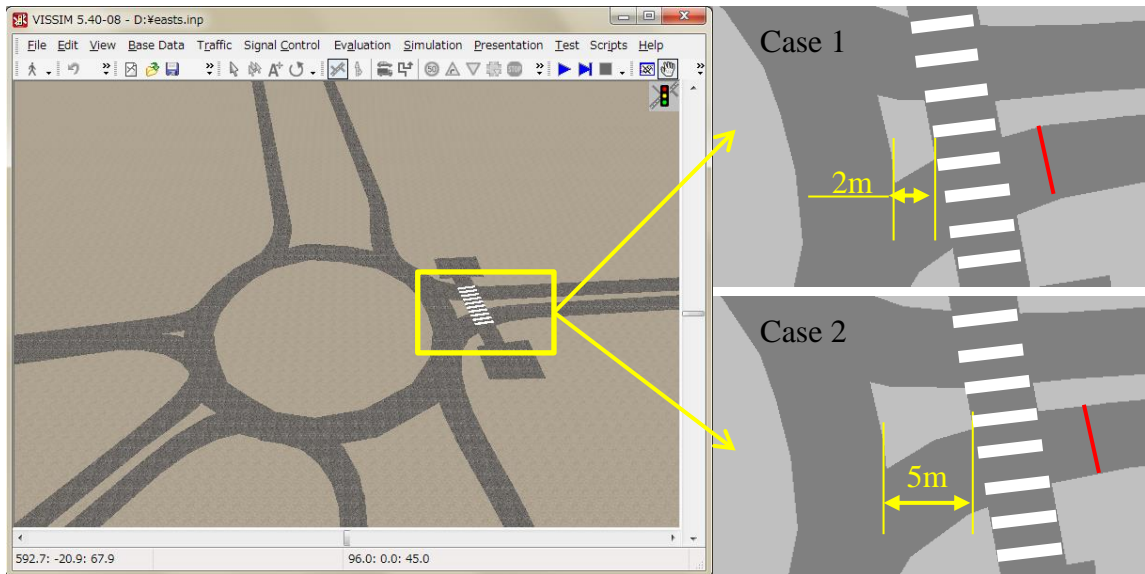 VISSIM 5.40-08 - D:¥easts.inp
File Edit View Base Data Traffic Signal Control Evaluation Simulation Presentation Test Scripts Help
Case 1
2m
Case 2
5m
592.7: -20.9: 67.9 96.0: 0.0: 45.0